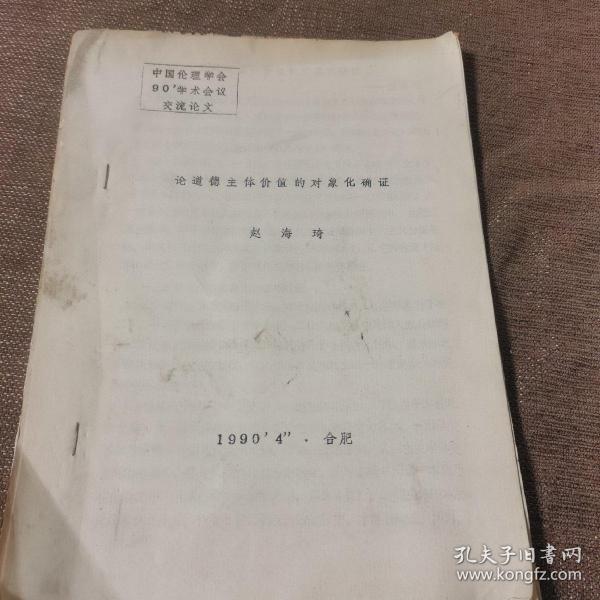 中国伦理学会
90'学术会议
交流论文
论道德主体价值的对象化确证
赵海琦
1990'4"．合肥
孔夫子旧书网
www.kongfz.com